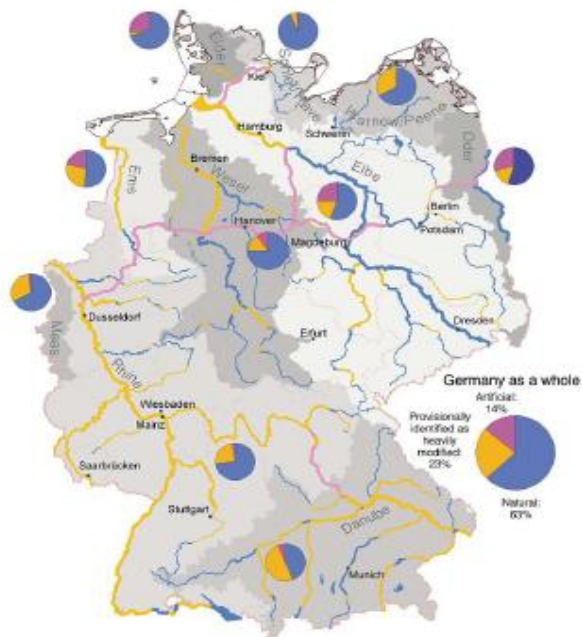 Eider
Kiel
Schlei/Trave
Warnow/Peene
Hamburg
Schwerin
Oder
Bremen
Ems
Weser
Elbe
Berlin
Hanover
Potsdam
Magdeburg
Dusseldorf
Maas
Erfurt
Dresden
Rhine
Germany as a whole
Artificial:
14%
Provisionally
identified as
heavily
modified:
23%
Wiesbaden
Mainz
Saarbrücken
Natural:
63%
Stuttgart
Danube
Munich